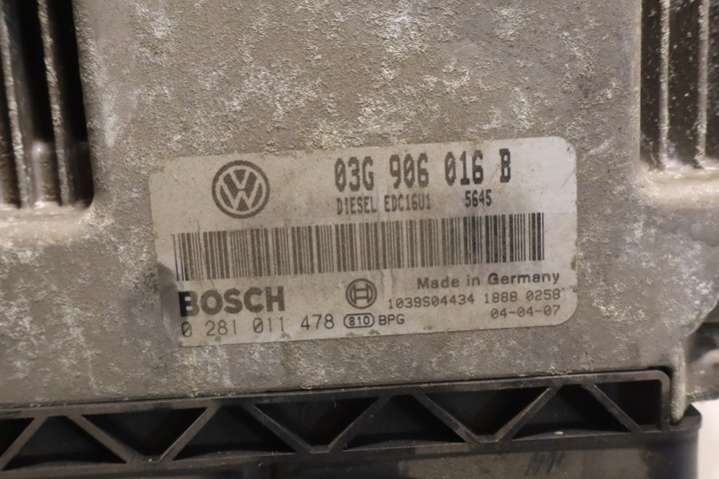 03G 906 016 B
DIESEL EDC16U1 5645
BOSCH
Made in Germany
1039S04434 1888 0258
0 281 011 478 810 BPG
04-04-07